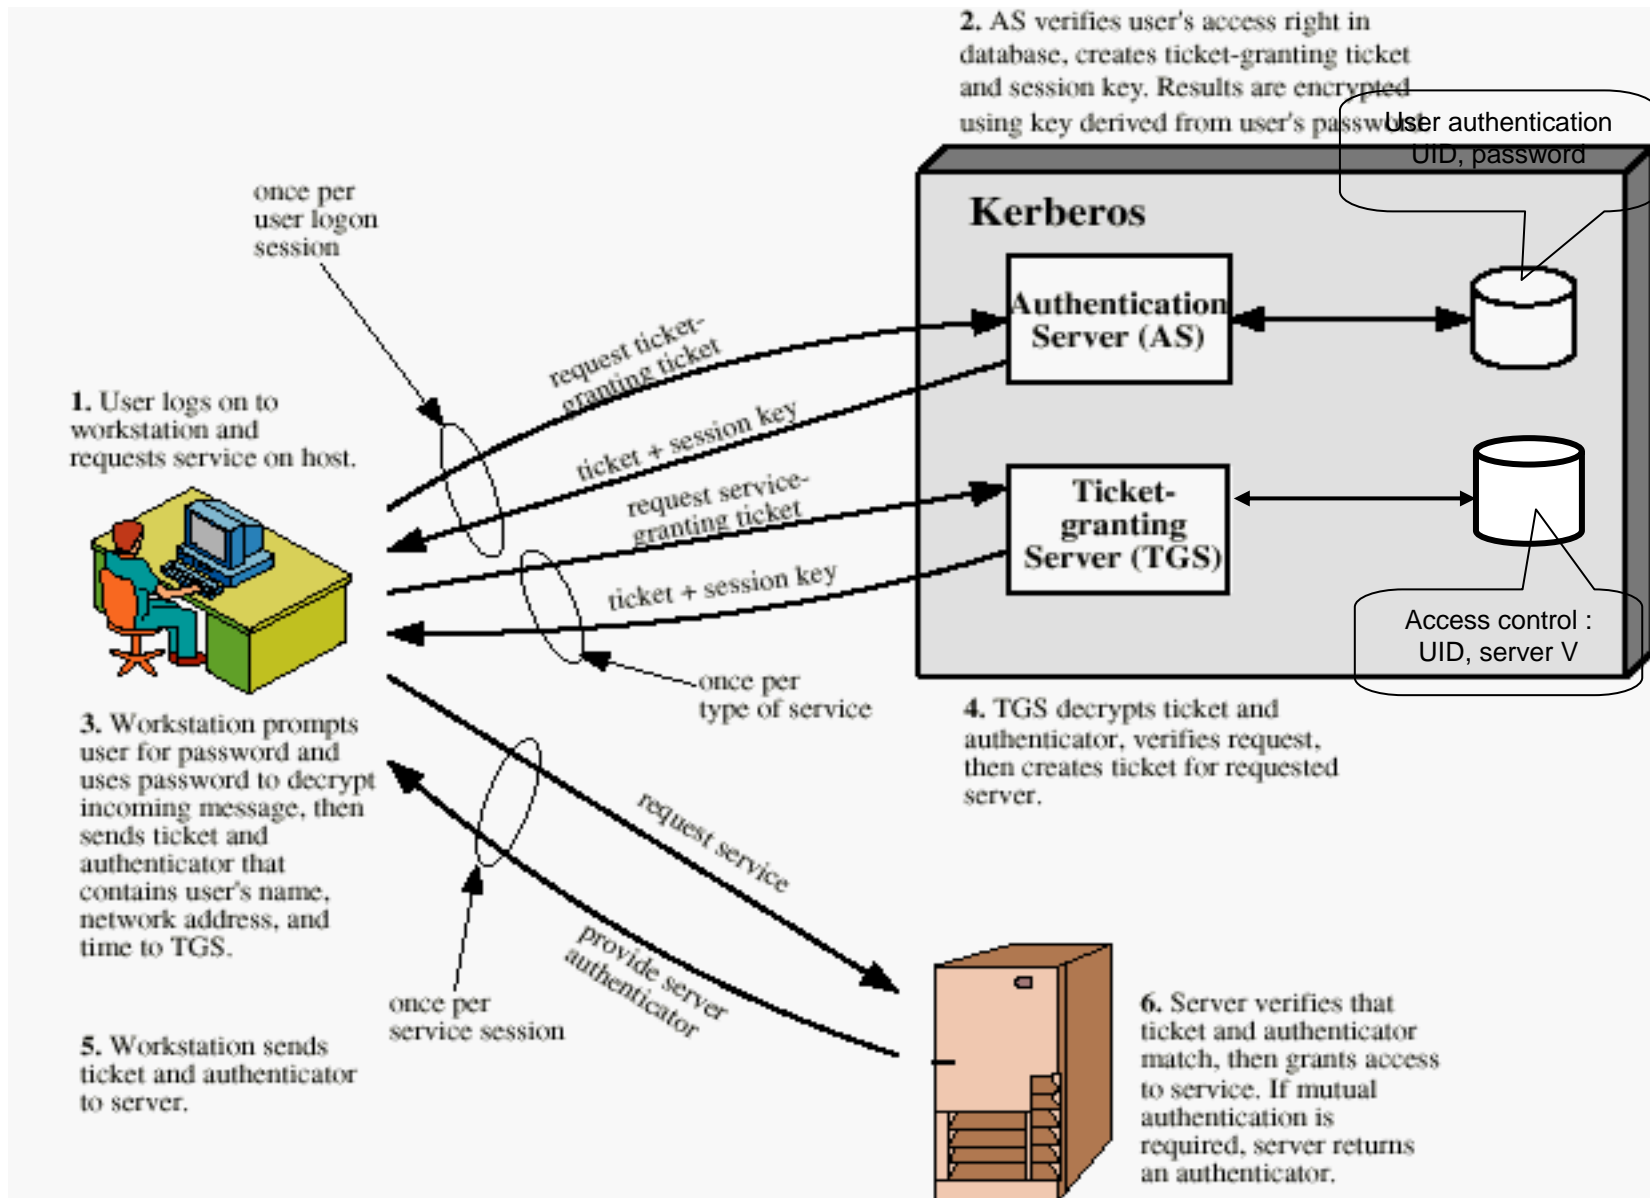 2. AS verifies user's access right in
database, creates ticket-granting ticket
and session key. Results are encrypted
using key derived from user's password.
User authentication
UID, password
once per
user logon
session
Kerberos
Authentication
Server (AS)
request ticket-
granting ticket
1. User logs on to
workstation and
requests service on host.
ticket + session key
request service-
granting ticket
Ticket-
granting
Server (TGS)
ticket + session key
Access control :
UID, server V
once per
type of service
3. Workstation prompts
user for password and
uses password to decrypt
incoming message, then
sends ticket and
authenticator that
contains user's name,
network address, and
time to TGS.
4. TGS decrypts ticket and
authenticator, verifies request,
then creates ticket for requested
server.
request service
provide server
authenticator
once per
service session
5. Workstation sends
ticket and authenticator
to server.
6. Server verifies that
ticket and authenticator
match, then grants access
to service. If mutual
authentication is
required, server returns
an authenticator.